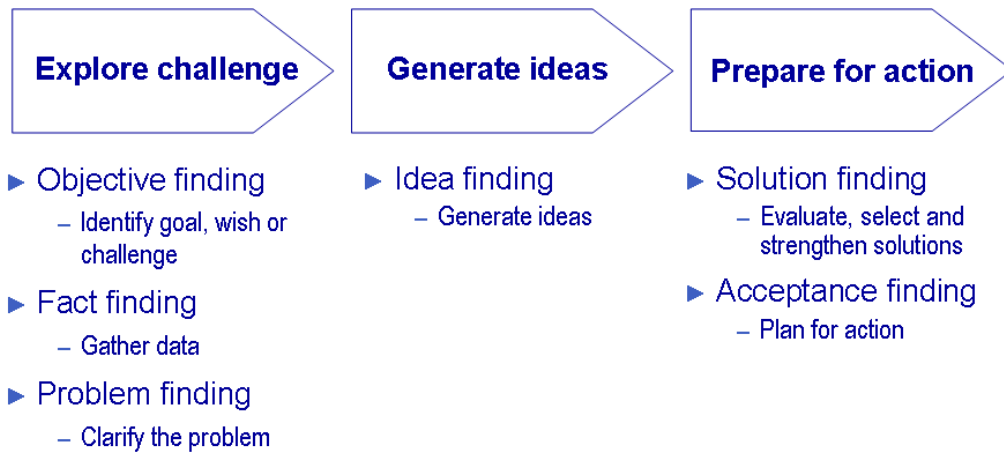 Explore challenge
► Objective finding
– Identify goal, wish or
challenge
► Fact finding
– Gather data
► Problem finding
– Clarify the problem
Generate ideas
► Idea finding
– Generate ideas
Prepare for action
► Solution finding
– Evaluate, select and
strengthen solutions
► Acceptance finding
– Plan for action